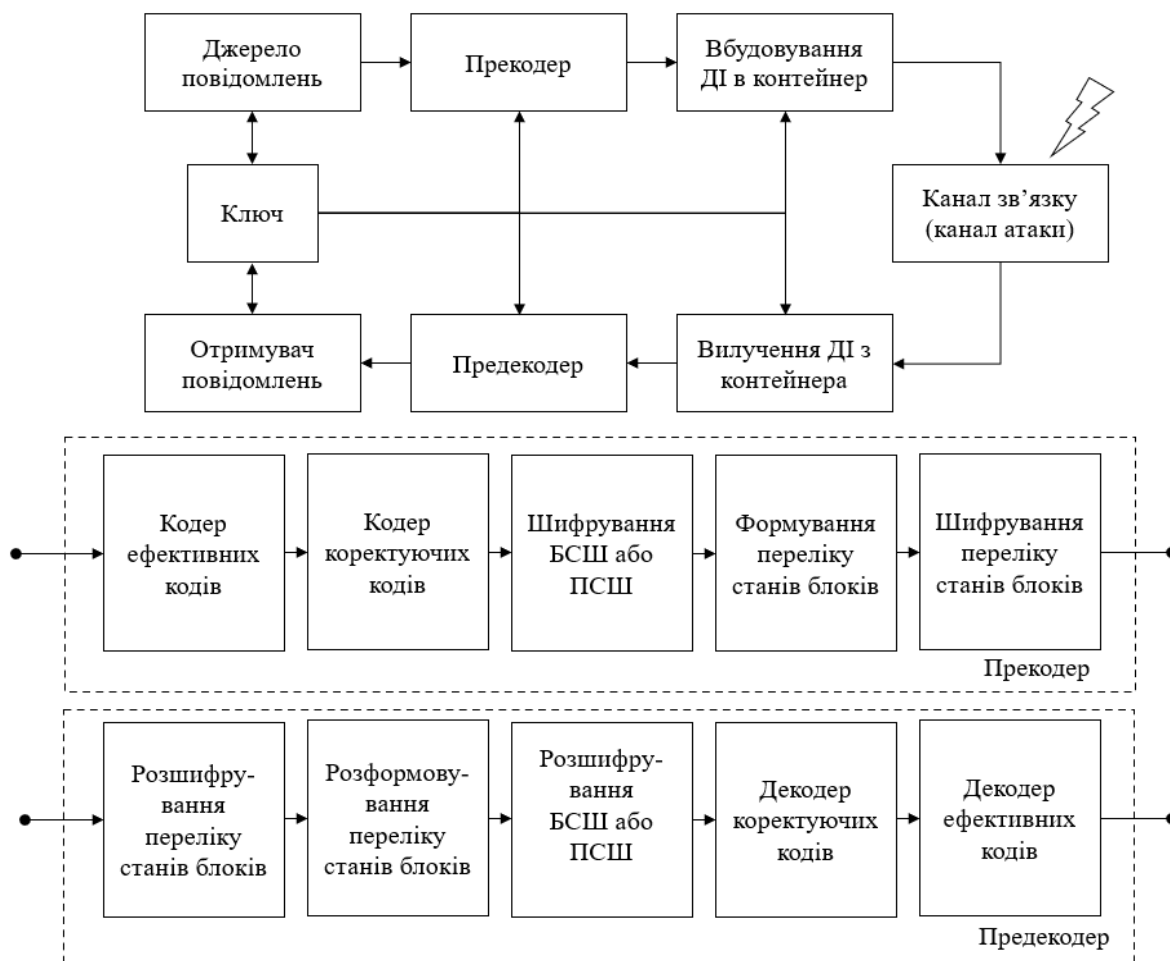 Джерело
повідомлень
Прекодер
Вбудовування
ДІ в контейнер
Ключ
Канал зв’язку
(канал атаки)
Отримувач
повідомлень
Предекодер
Вилучення ДІ з
контейнера
Кодер
ефективних
кодів
Кодер
коректуючих
кодів
Шифрування
БСШ або
ПСШ
Формування
переліку
станів блоків
Шифрування
переліку
станів блоків
Прекодер
Розшифру-
вання
переліку
станів блоків
Розформову-
вання
переліку
станів блоків
Розшифру-
вання
БСШ або
ПСШ
Декодер
коректуючих
кодів
Декодер
ефективних
кодів
Предекодер